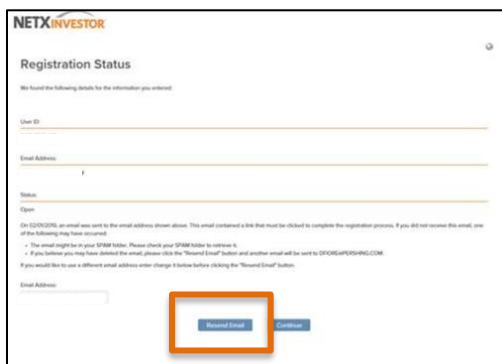 NETXINVESTOR
Registration Status
We found the following details for the information you entered:
User ID:
Email Address:
Status:
Open
On 02/01/2019, an email was sent to the email address shown above. This email contained a link that must be clicked to complete the registration process. If you did not receive this email, one
of the following may have occurred:
• The email might be in your SPAM folder. Please check your SPAM folder to retrieve it.
• If you believe you may have deleted the email, please click the "Resend Email" button and another email will be sent to
If you would like to use a different email address enter change it below before clicking the "Resend Email" button.
Email Address:
Resend Email Continue